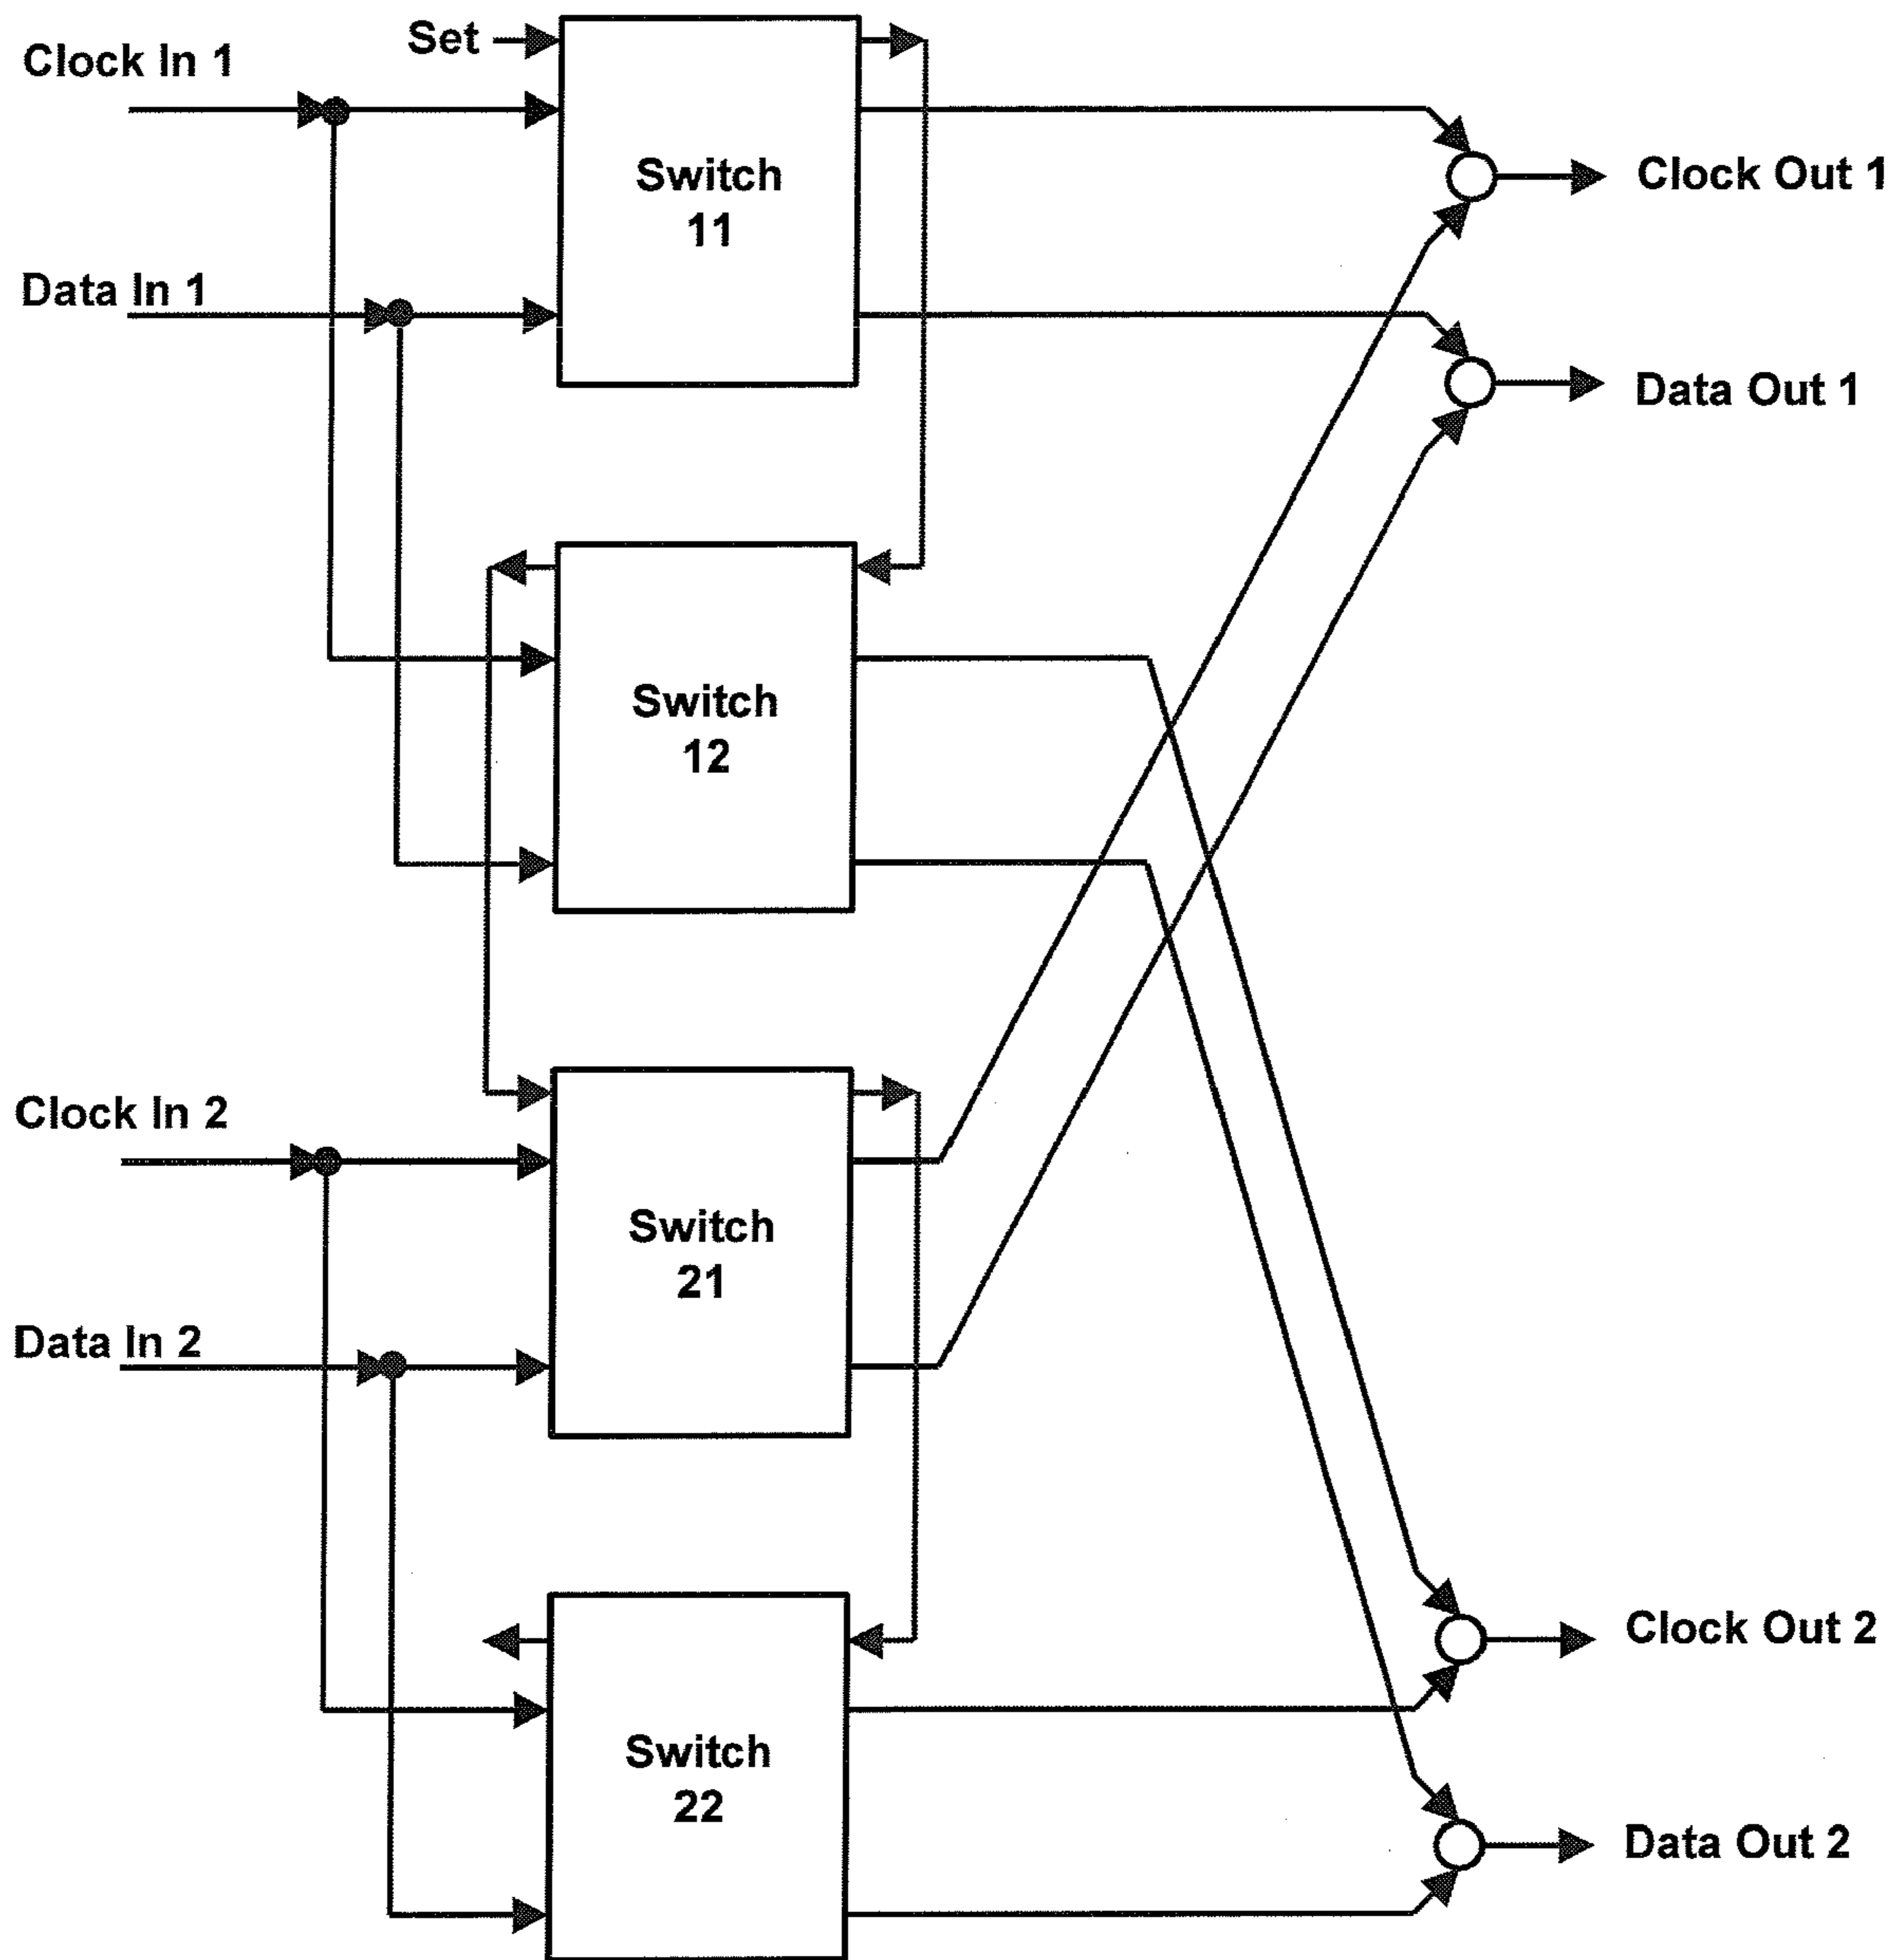 Set
Clock In 1
Switch
11
Clock Out 1
Data In 1
Data Out 1
Switch
12
Clock In 2
Switch
21
Data In 2
Clock Out 2
Switch
22
Data Out 2